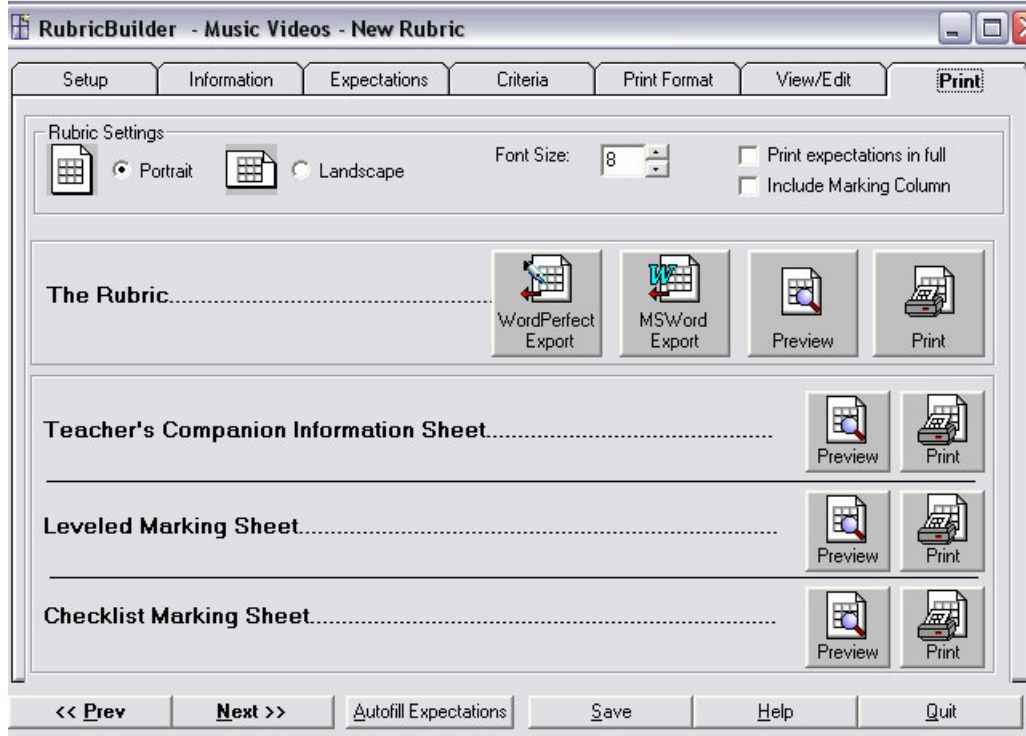 RubricBuilder - Music Videos - New Rubric
Setup Information Expectations Criteria Print Format View/Edit Print
Rubric Settings
Portrait Landscape Font Size: 8 Print expectations in full
Include Marking Column
The Rubric................................................
WordPerfect Export
MSWord Export
Preview
Print
Teacher's Companion Information Sheet..........................................
Preview Print
Leveled Marking Sheet......................................................................
Preview Print
Checklist Marking Sheet....................................................................
Preview Print
<< Prev Next >> Autofill Expectations Save Help Quit